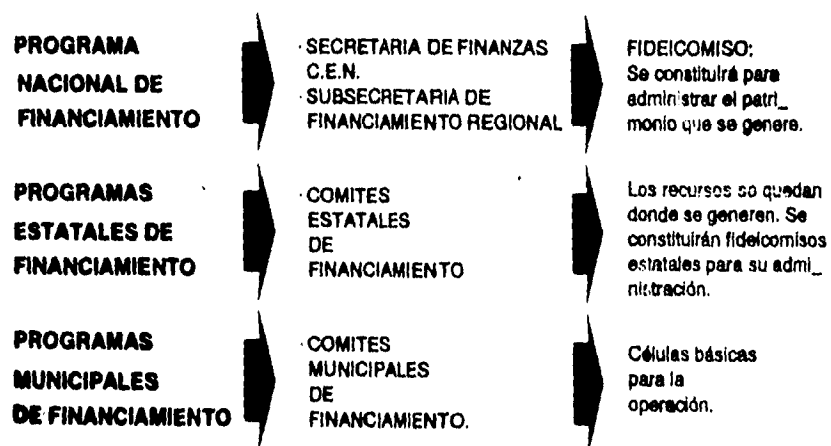 PROGRAMA
NACIONAL DE
FINANCIAMIENTO
· SECRETARIA DE FINANZAS
C.E.N.
· SUBSECRETARIA DE
FINANCIAMIENTO REGIONAL
FIDEICOMISO:
Se constituirá para
administrar el patri_
monio que se genere.
PROGRAMAS
ESTATALES DE
FINANCIAMIENTO
· COMITES
ESTATALES
DE
FINANCIAMIENTO
Los recursos se quedan
donde se generen. Se
constituirán fideicomisos
estatales para su admi_
nistración.
PROGRAMAS
MUNICIPALES
DE FINANCIAMIENTO
· COMITES
MUNICIPALES
DE
FINANCIAMIENTO.
Células básicas
para la
operación.